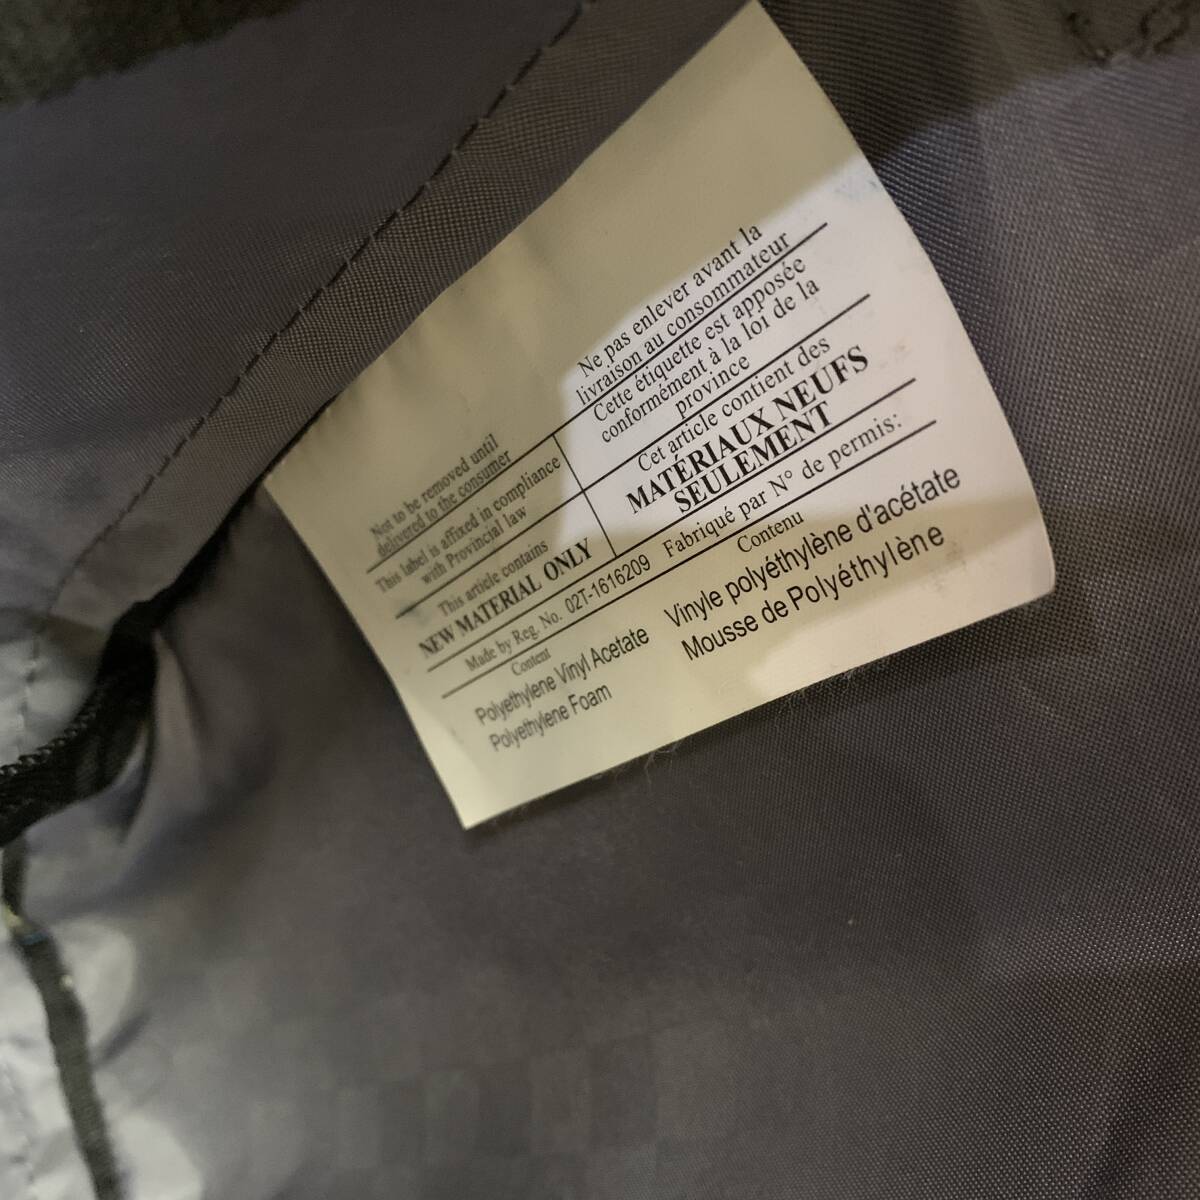 Not to be removed until
delivered to the consumer
This label is affixed in compliance
with Provincial law
This article contains
NEW MATERIAL ONLY
Made by Reg. No. 02T-1616209
Content
Polyethylene Vinyl Acetate
Polyethylene Foam
Ne pas enlever avant la
livraison au consommateur
Cette étiquette est apposée
conformément à la loi de la
province
Cet article contient des
MATÉRIAUX NEUFS
SEULEMENT
Fabriqué par N° de permis:
Contenu
Vinyle polyéthylène d'acétate
Mousse de Polyéthylène